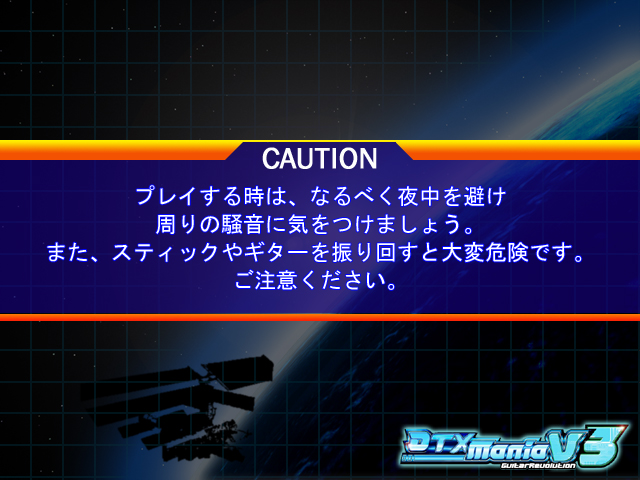 CAUTION
プレイする時は、なるべく夜中を避け
周りの騒音に気をつけましょう。
また、スティックやギターを振り回すと大変危険です。
ご注意ください。
DTXmaniaV3
GuitarRevolution